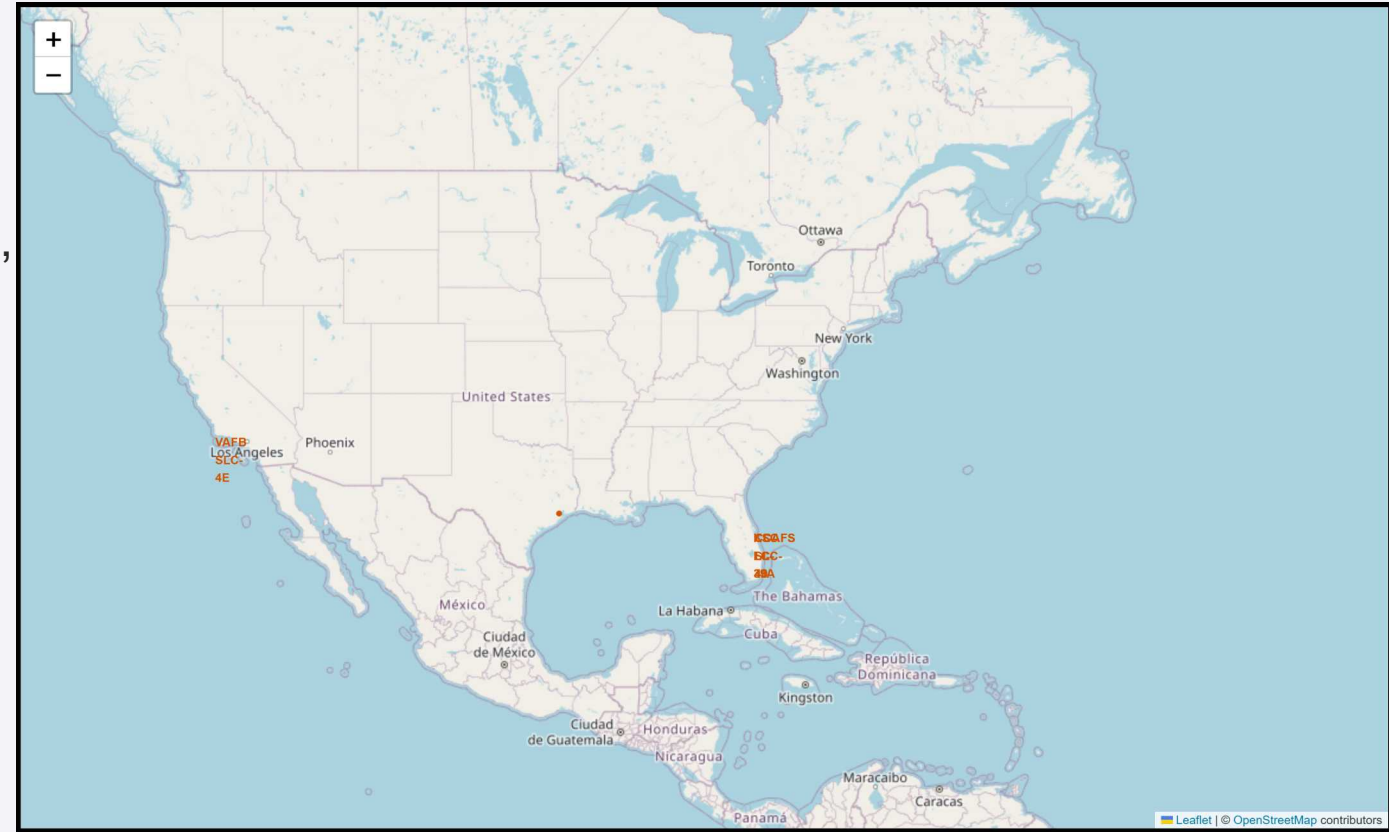 +
−
,
Ottawa
Toronto
New York
Washington
United States
VAFB
SLC-
4E
Los Angeles
Phoenix
The Bahamas
La Habana
Cuba
México
Ciudad
de México
República
Dominicana
Kingston
Ciudad
de Guatemala
Honduras
Nicaragua
Maracaibo
Caracas
Panamá
Leaflet | © OpenStreetMap contributors